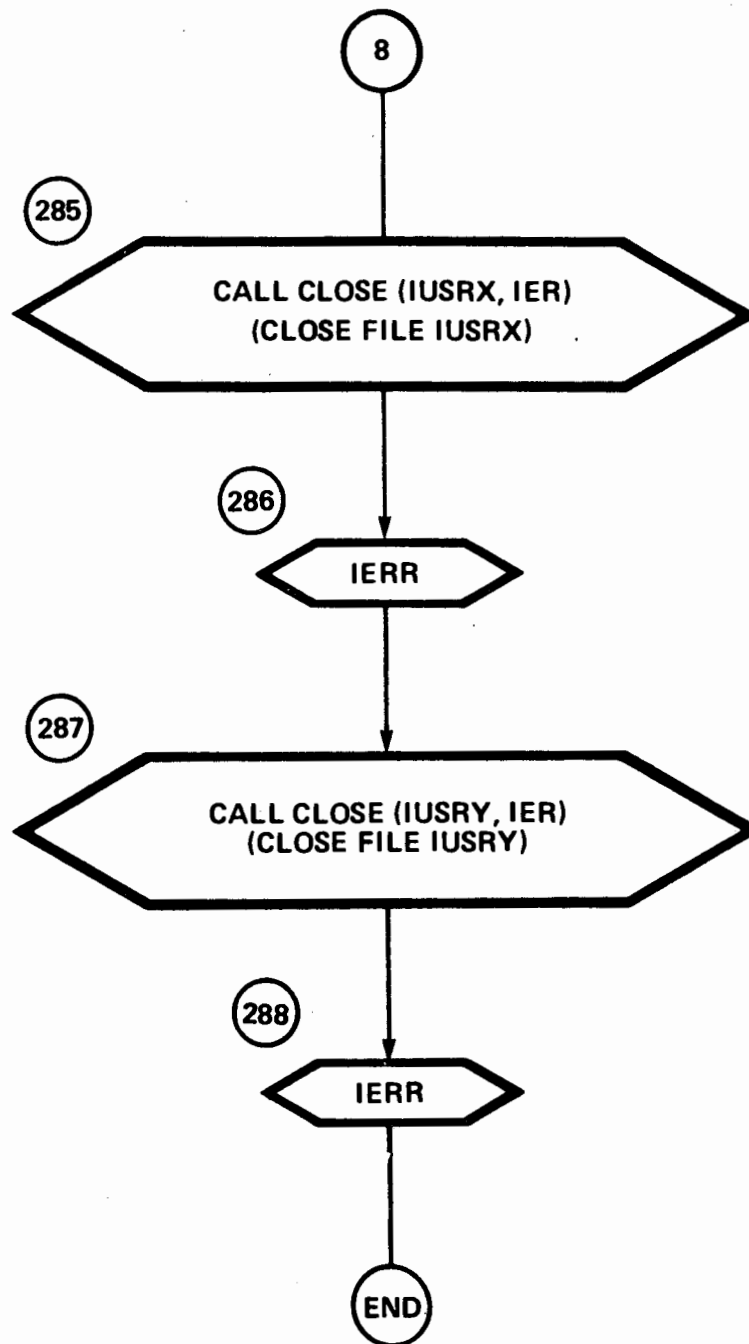 8
285
CALL CLOSE (IUSRX, IER)
(CLOSE FILE IUSRX)
286
IERR
287
CALL CLOSE (IUSRY, IER)
(CLOSE FILE IUSRY)
288
IERR
END